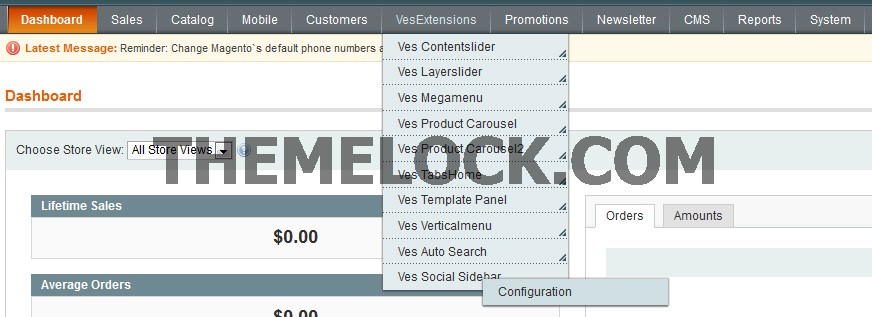 Dashboard Sales Catalog Mobile Customers VesExtensions Promotions Newsletter CMS Reports System
Latest Message: Reminder: Change Magento`s default phone numbers a
Ves Contentslider
Ves Layerslider
Dashboard
Ves Megamenu
Ves Product Carousel
Choose Store View: All Store Views
Ves Product Carousel2
THEMELOCK.COM
Ves TabsHome
Lifetime Sales
Ves Template Panel
Orders Amounts
Ves Verticalmenu
$0.00
Ves Auto Search
Average Orders
Ves Social Sidebar
Configuration
$0.00